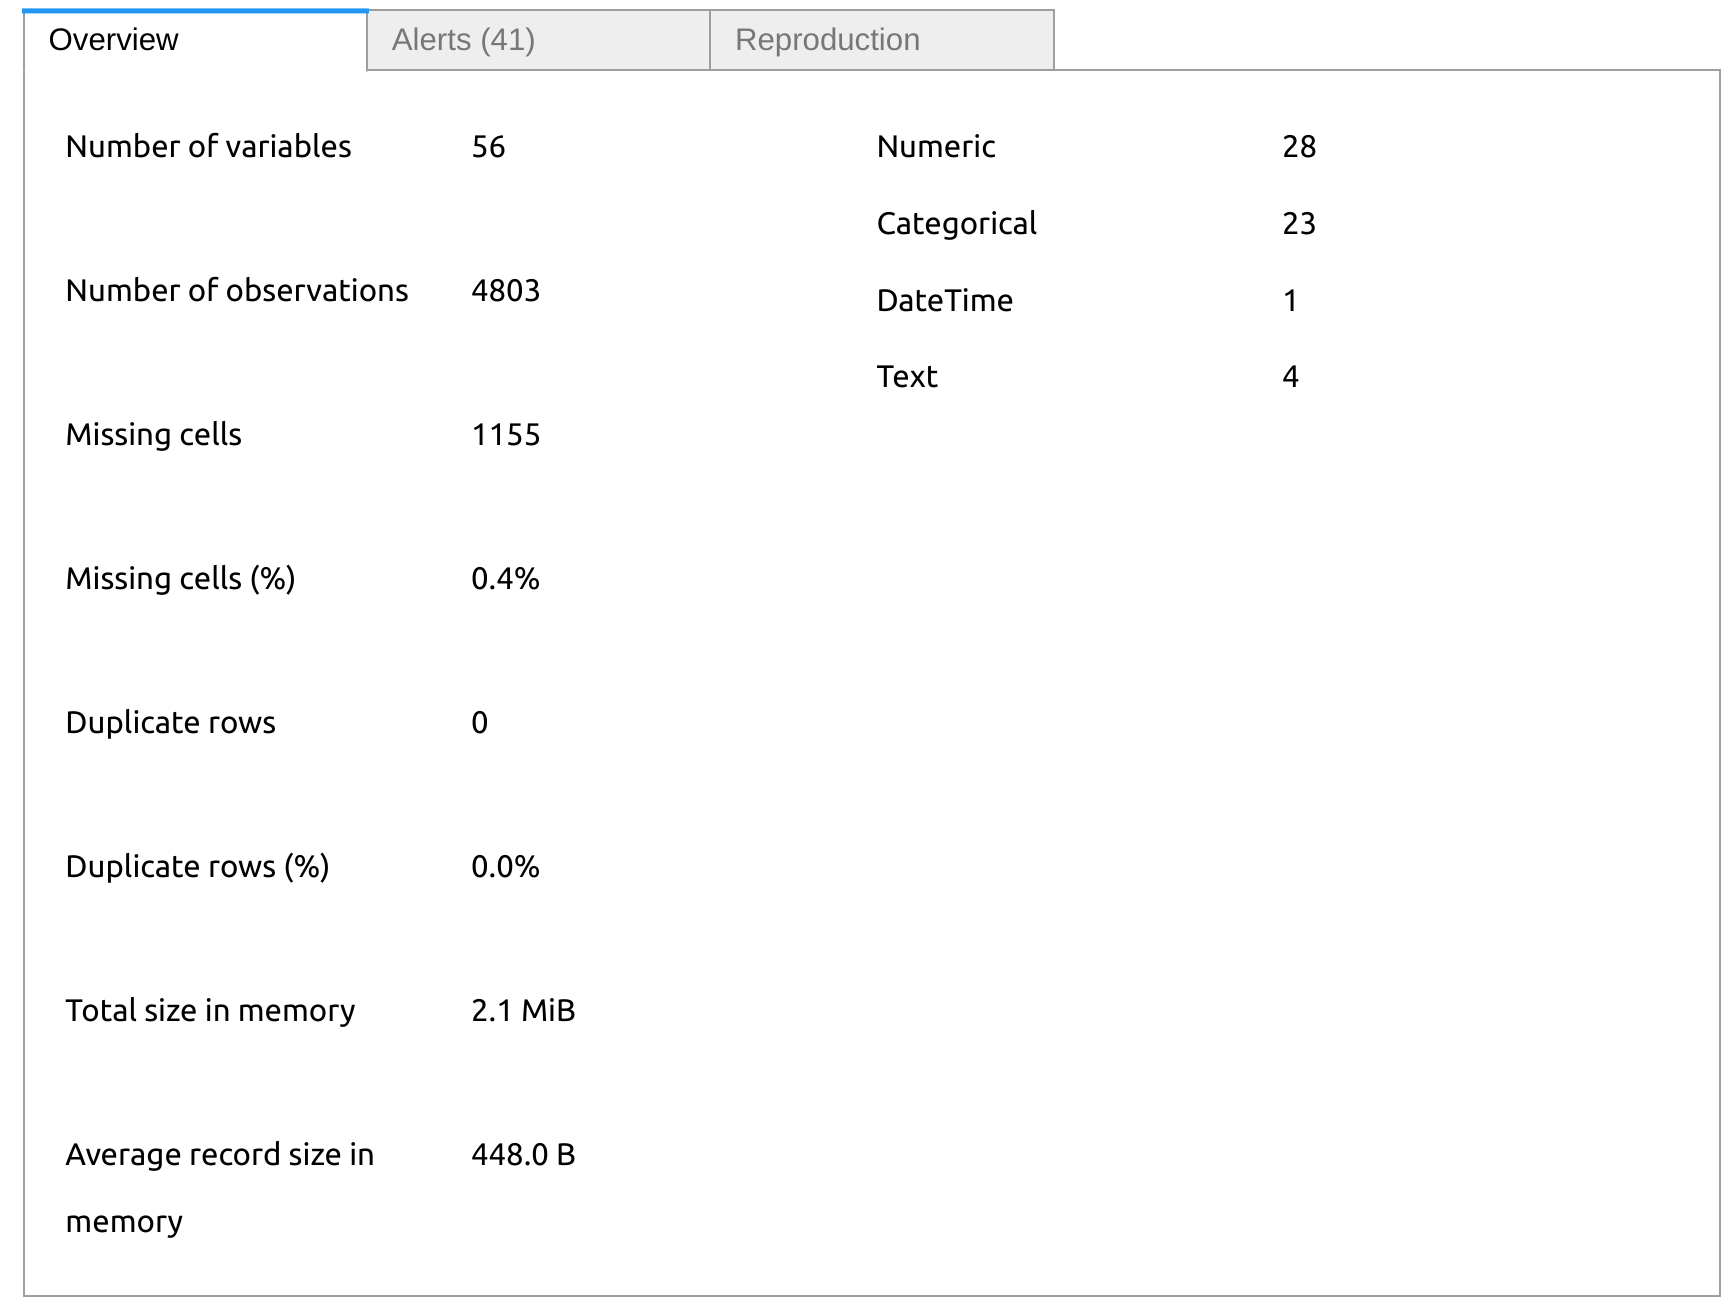 Overview
Alerts (41)
Reproduction
Number of variables 56
Number of observations 4803
Missing cells 1155
Missing cells (%) 0.4%
Duplicate rows 0
Duplicate rows (%) 0.0%
Total size in memory 2.1 MiB
Average record size in 448.0 B
memory
Numeric 28
Categorical 23
DateTime 1
Text 4